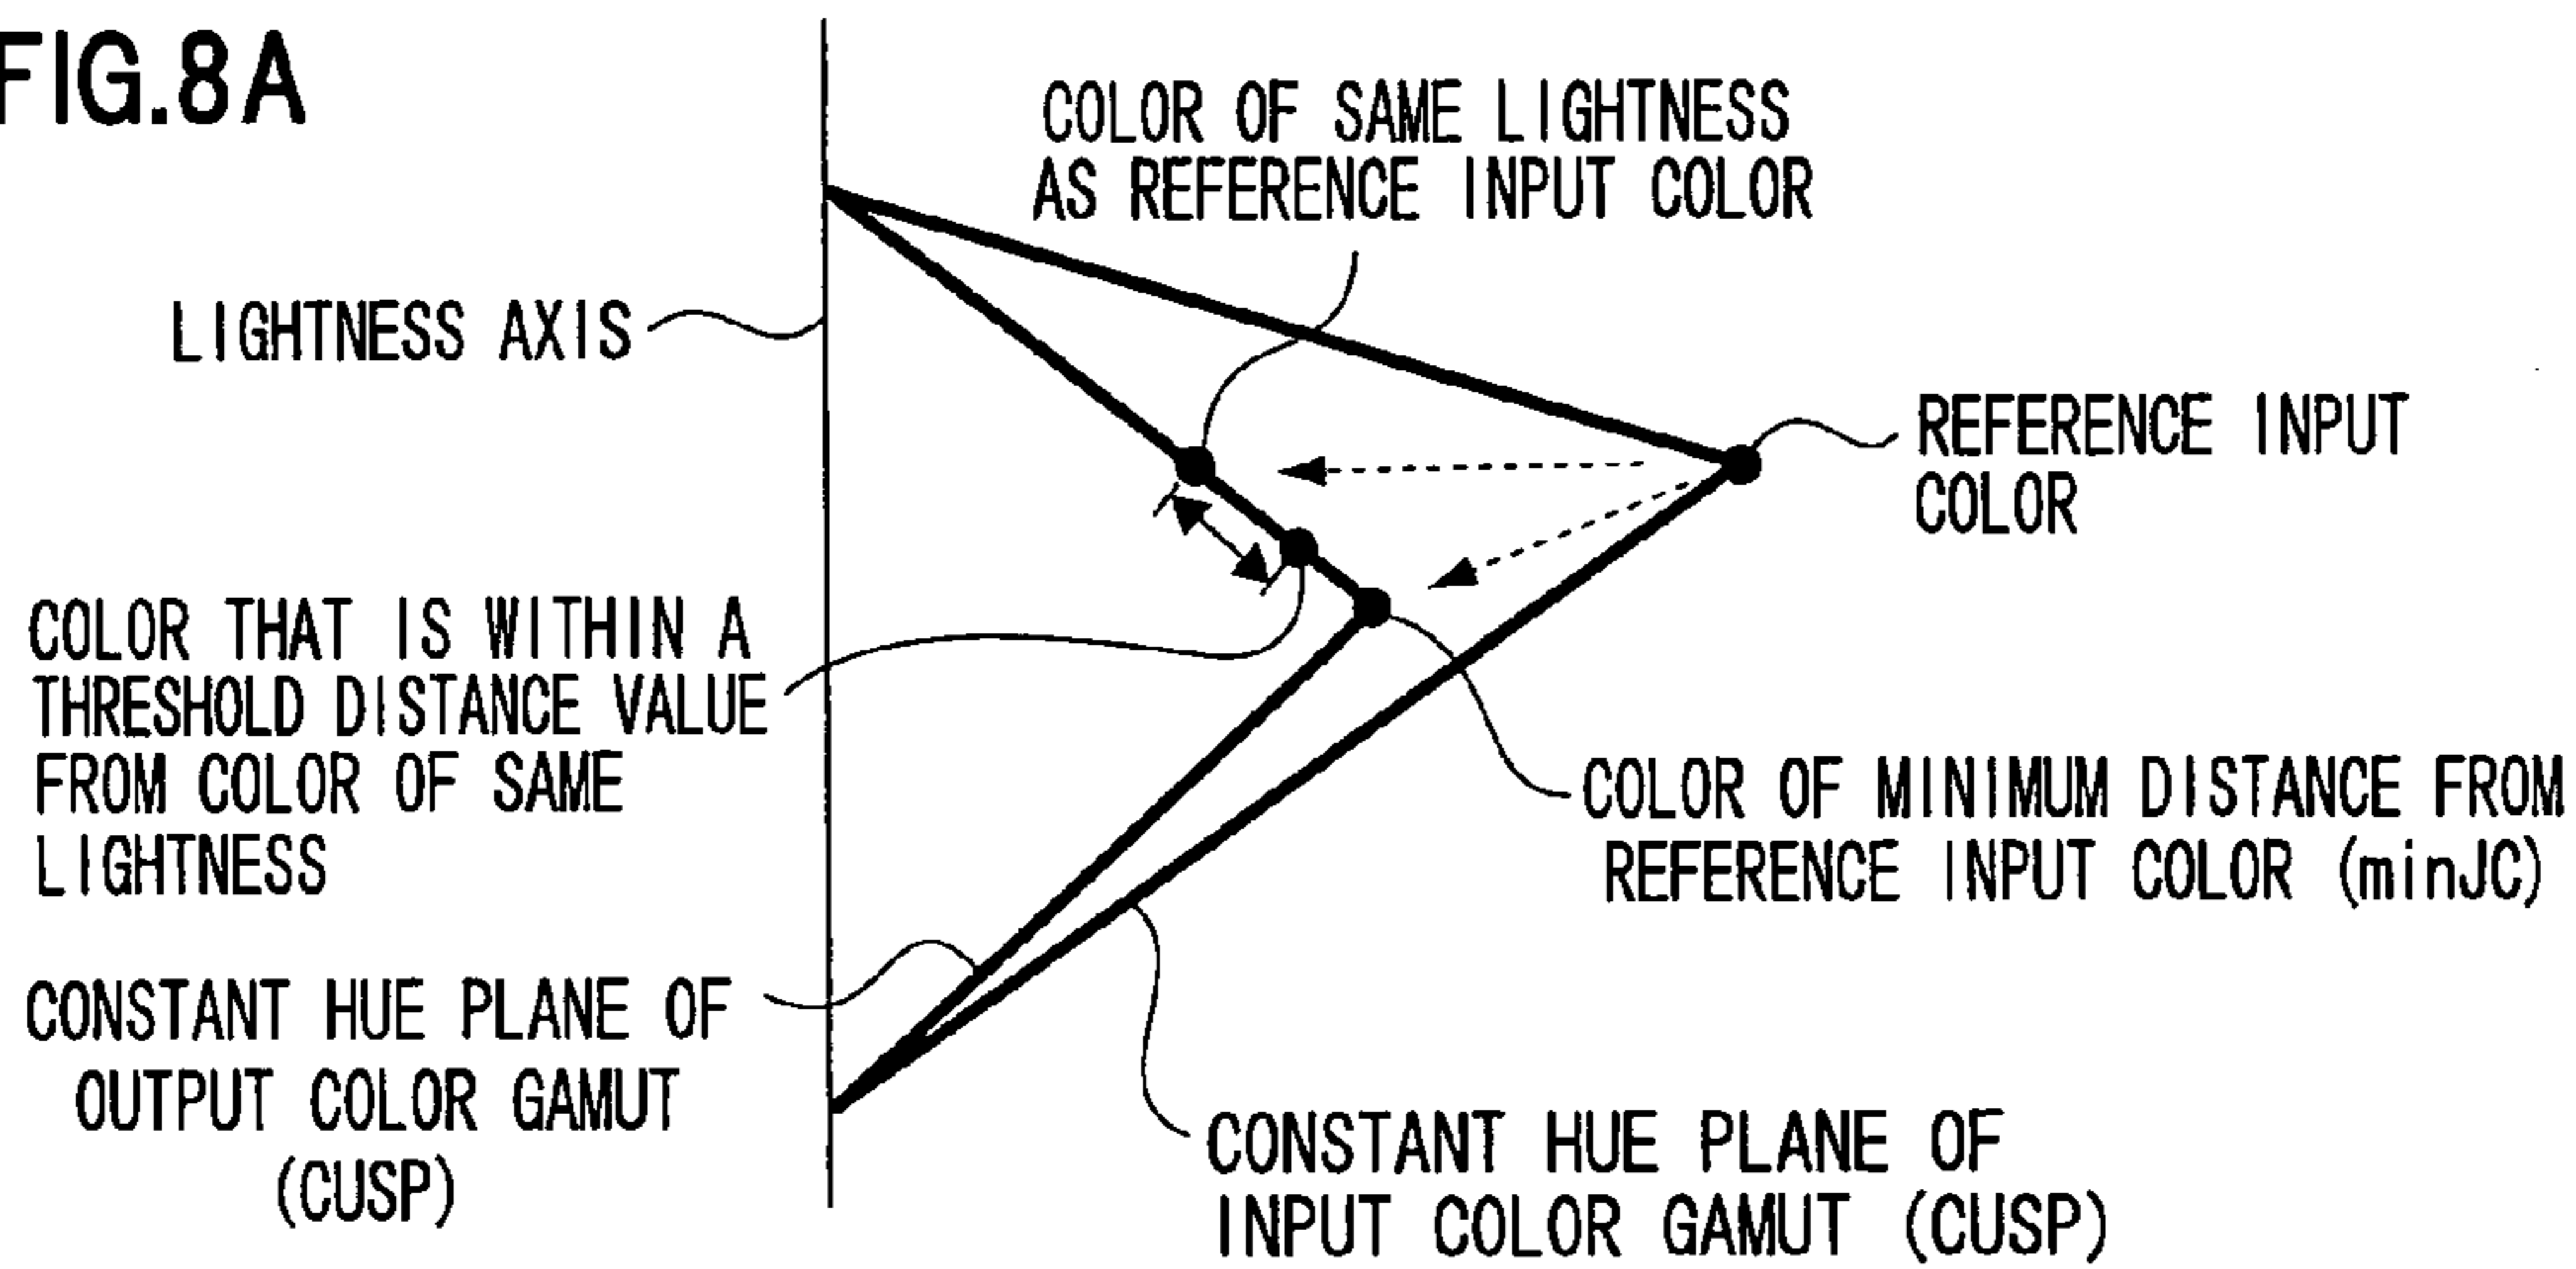 FIG.8A
COLOR OF SAME LIGHTNESS
AS REFERENCE INPUT COLOR
LIGHTNESS AXIS
REFERENCE INPUT
COLOR
COLOR THAT IS WITHIN A
THRESHOLD DISTANCE VALUE
FROM COLOR OF SAME
LIGHTNESS
COLOR OF MINIMUM DISTANCE FROM
REFERENCE INPUT COLOR (minJC)
CONSTANT HUE PLANE OF
OUTPUT COLOR GAMUT
(CUSP)
CONSTANT HUE PLANE OF
INPUT COLOR GAMUT (CUSP)